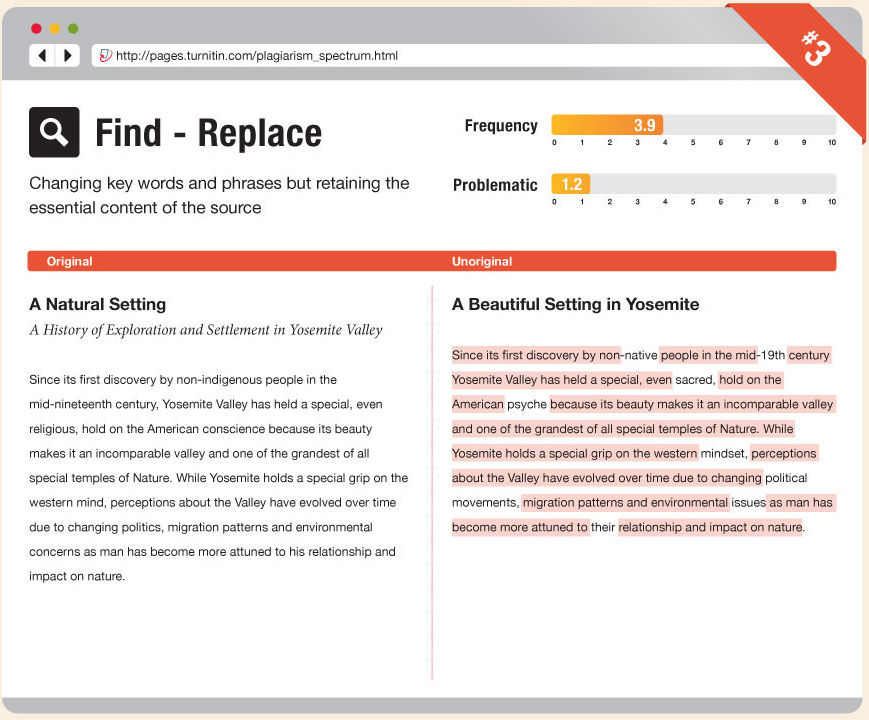 http://pages.turnitin.com/plagiarism_spectrum.html
#3
Find - Replace
Changing key words and phrases but retaining the
essential content of the source
Frequency
3.9
0 1 2 3 4 5 6 7 8 9 10
Problematic
1.2
0 1 2 3 4 5 6 7 8 9 10
Original
Unoriginal
A Natural Setting
A History of Exploration and Settlement in Yosemite Valley
Since its first discovery by non-indigenous people in the
mid-nineteenth century, Yosemite Valley has held a special, even
religious, hold on the American conscience because its beauty
makes it an incomparable valley and one of the grandest of all
special temples of Nature. While Yosemite holds a special grip on the
western mind, perceptions about the Valley have evolved over time
due to changing politics, migration patterns and environmental
concerns as man has become more attuned to his relationship and
impact on nature.
A Beautiful Setting in Yosemite
Since its first discovery by non-native people in the mid-19th century
Yosemite Valley has held a special, even sacred, hold on the
American psyche because its beauty makes it an incomparable valley
and one of the grandest of all special temples of Nature. While
Yosemite holds a special grip on the western mindset, perceptions
about the Valley have evolved over time due to changing political
movements, migration patterns and environmental issues as man has
become more attuned to their relationship and impact on nature.